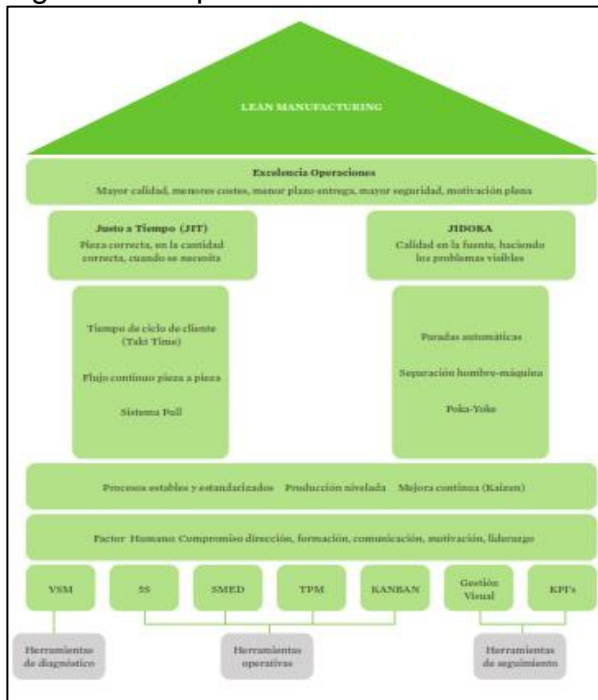 LEAN MANUFACTURING
Excelencia Operaciones
Mayor calidad, menores costes, menor plazo entrega, mayor seguridad, motivación plena
Justo a Tiempo (JIT)
Pieza correcta, en la cantidad
correcta, cuando se necesita
JIDOKA
Calidad en la fuente, haciendo
los problemas visibles
Tiempo de ciclo de cliente
(Takt Time)
Flujo continuo pieza a pieza
Sistema Pull
Paradas automáticas
Separación hombre-máquina
Poka-Yoke
Procesos estables y estandarizados Producción nivelada Mejora continua (Kaizen)
Factor Humano: Compromiso dirección, formación, comunicación, motivación, liderazgo
VSM
5S
SMED
TPM
KANBAN
Gestión
Visual
KPI's
Herramientas
de diagnóstico
Herramientas
operativas
Herramientas
de seguimiento